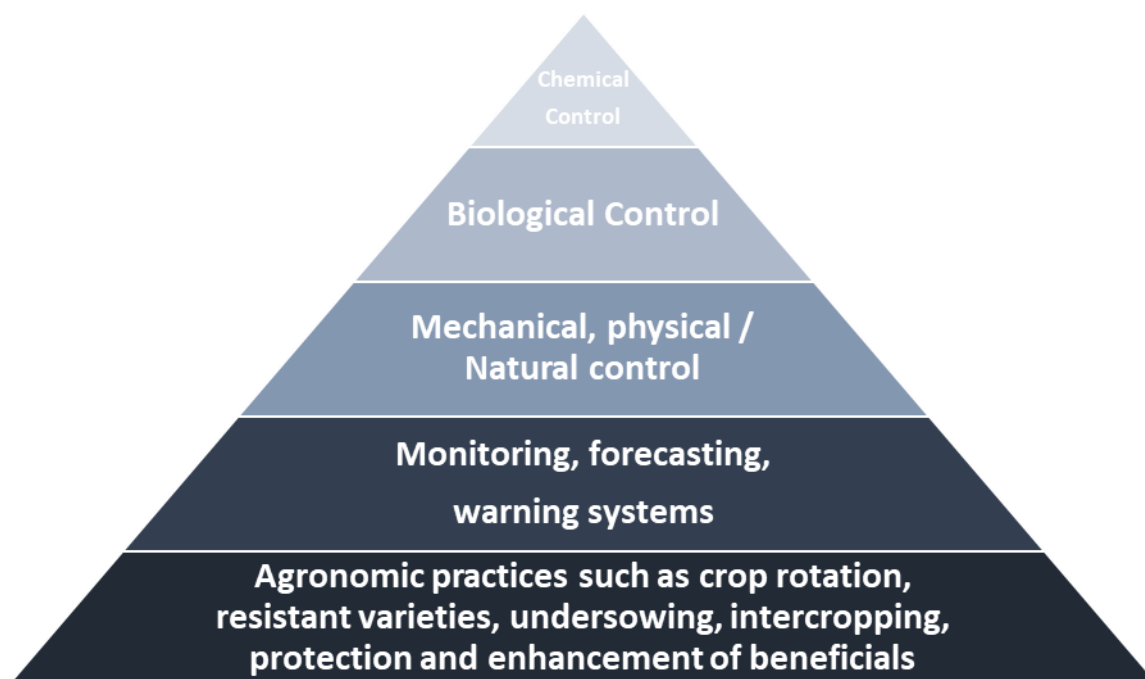 Chemical
Control
Biological Control
Mechanical, physical /
Natural control
Monitoring, forecasting,
warning systems
Agronomic practices such as crop rotation,
resistant varieties, undersowing, intercropping,
protection and enhancement of beneficials